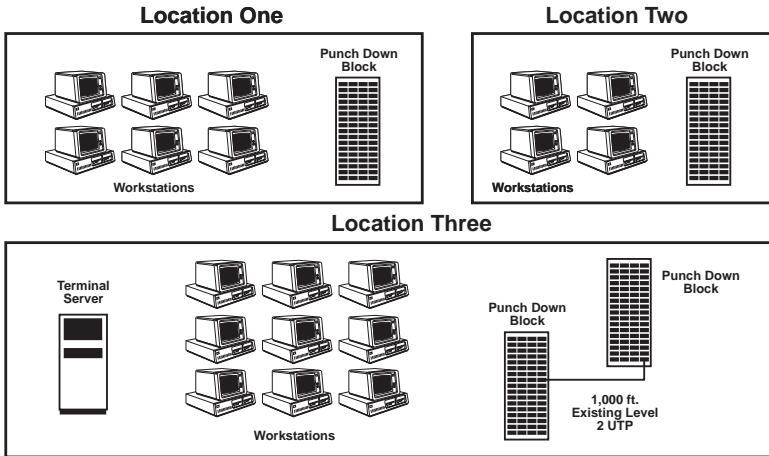 Location One
Location Two
Punch Down
Block
Workstations
Punch Down
Block
Workstations
Location Three
Terminal
Server
Workstations
Punch Down
Block
Punch Down
Block
1,000 ft.
Existing Level
2 UTP